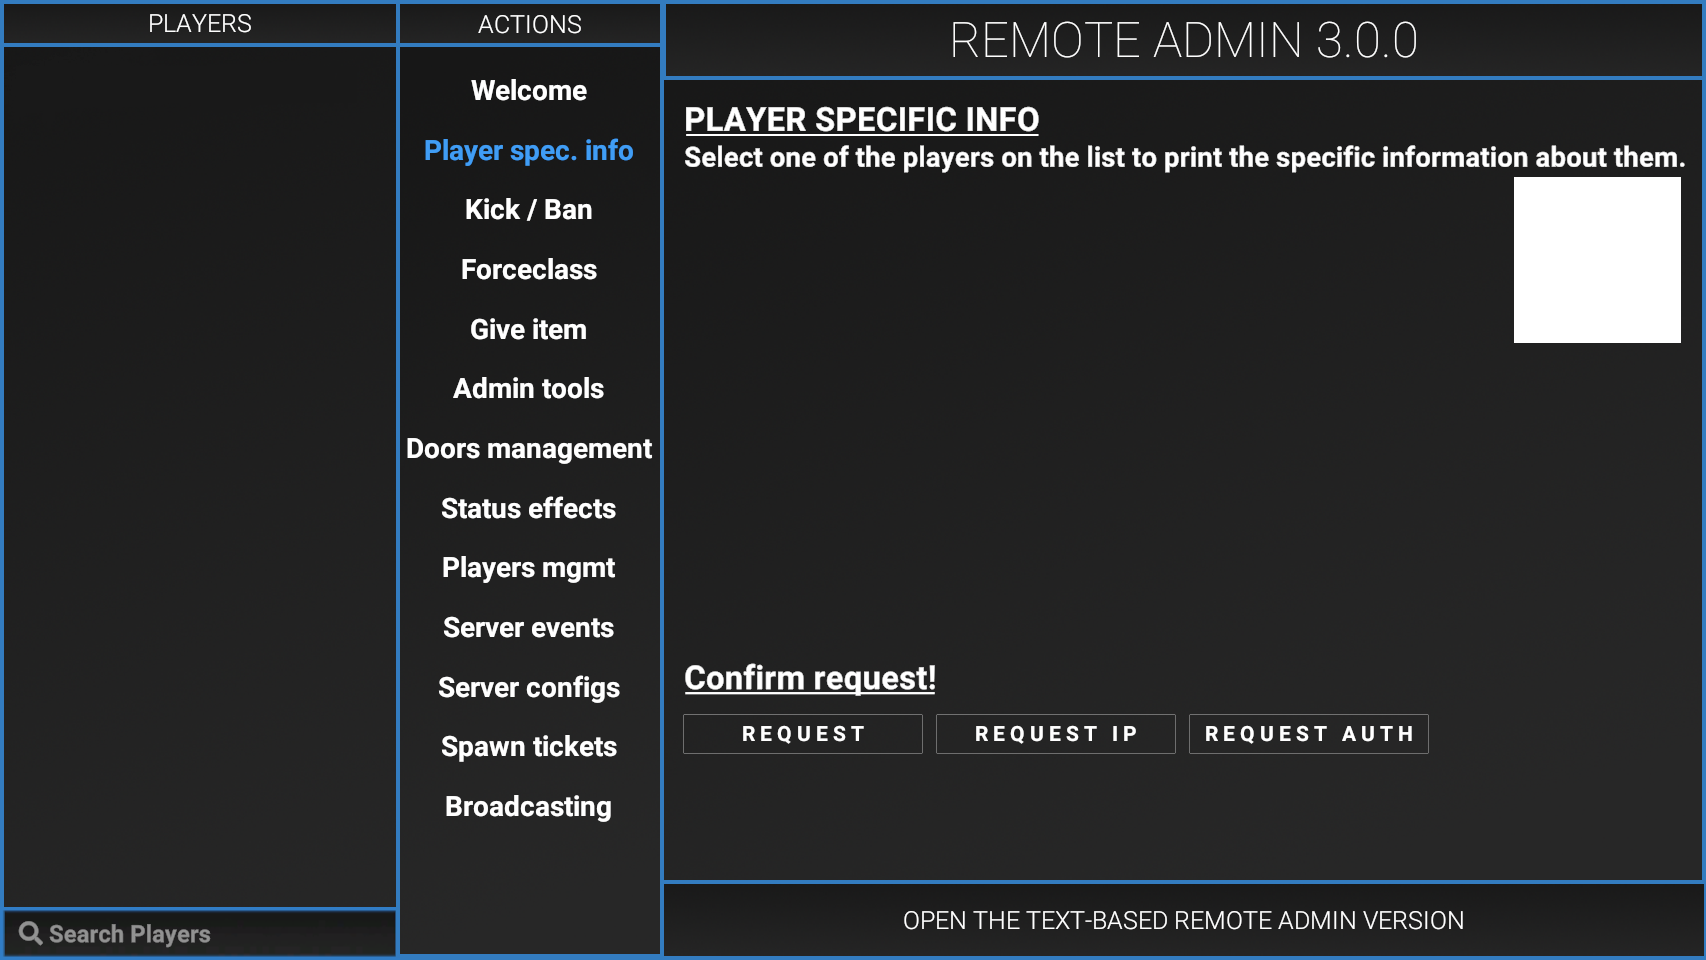 PLAYERS
Search Players
ACTIONS
Welcome
Player spec. info
Kick / Ban
Forceclass
Give item
Admin tools
Doors management
Status effects
Players mgmt
Server events
Server configs
Spawn tickets
Broadcasting
REMOTE ADMIN 3.0.0
PLAYER SPECIFIC INFO
Select one of the players on the list to print the specific information about them.
Confirm request!
REQUEST
REQUEST IP
REQUEST AUTH
OPEN THE TEXT-BASED REMOTE ADMIN VERSION